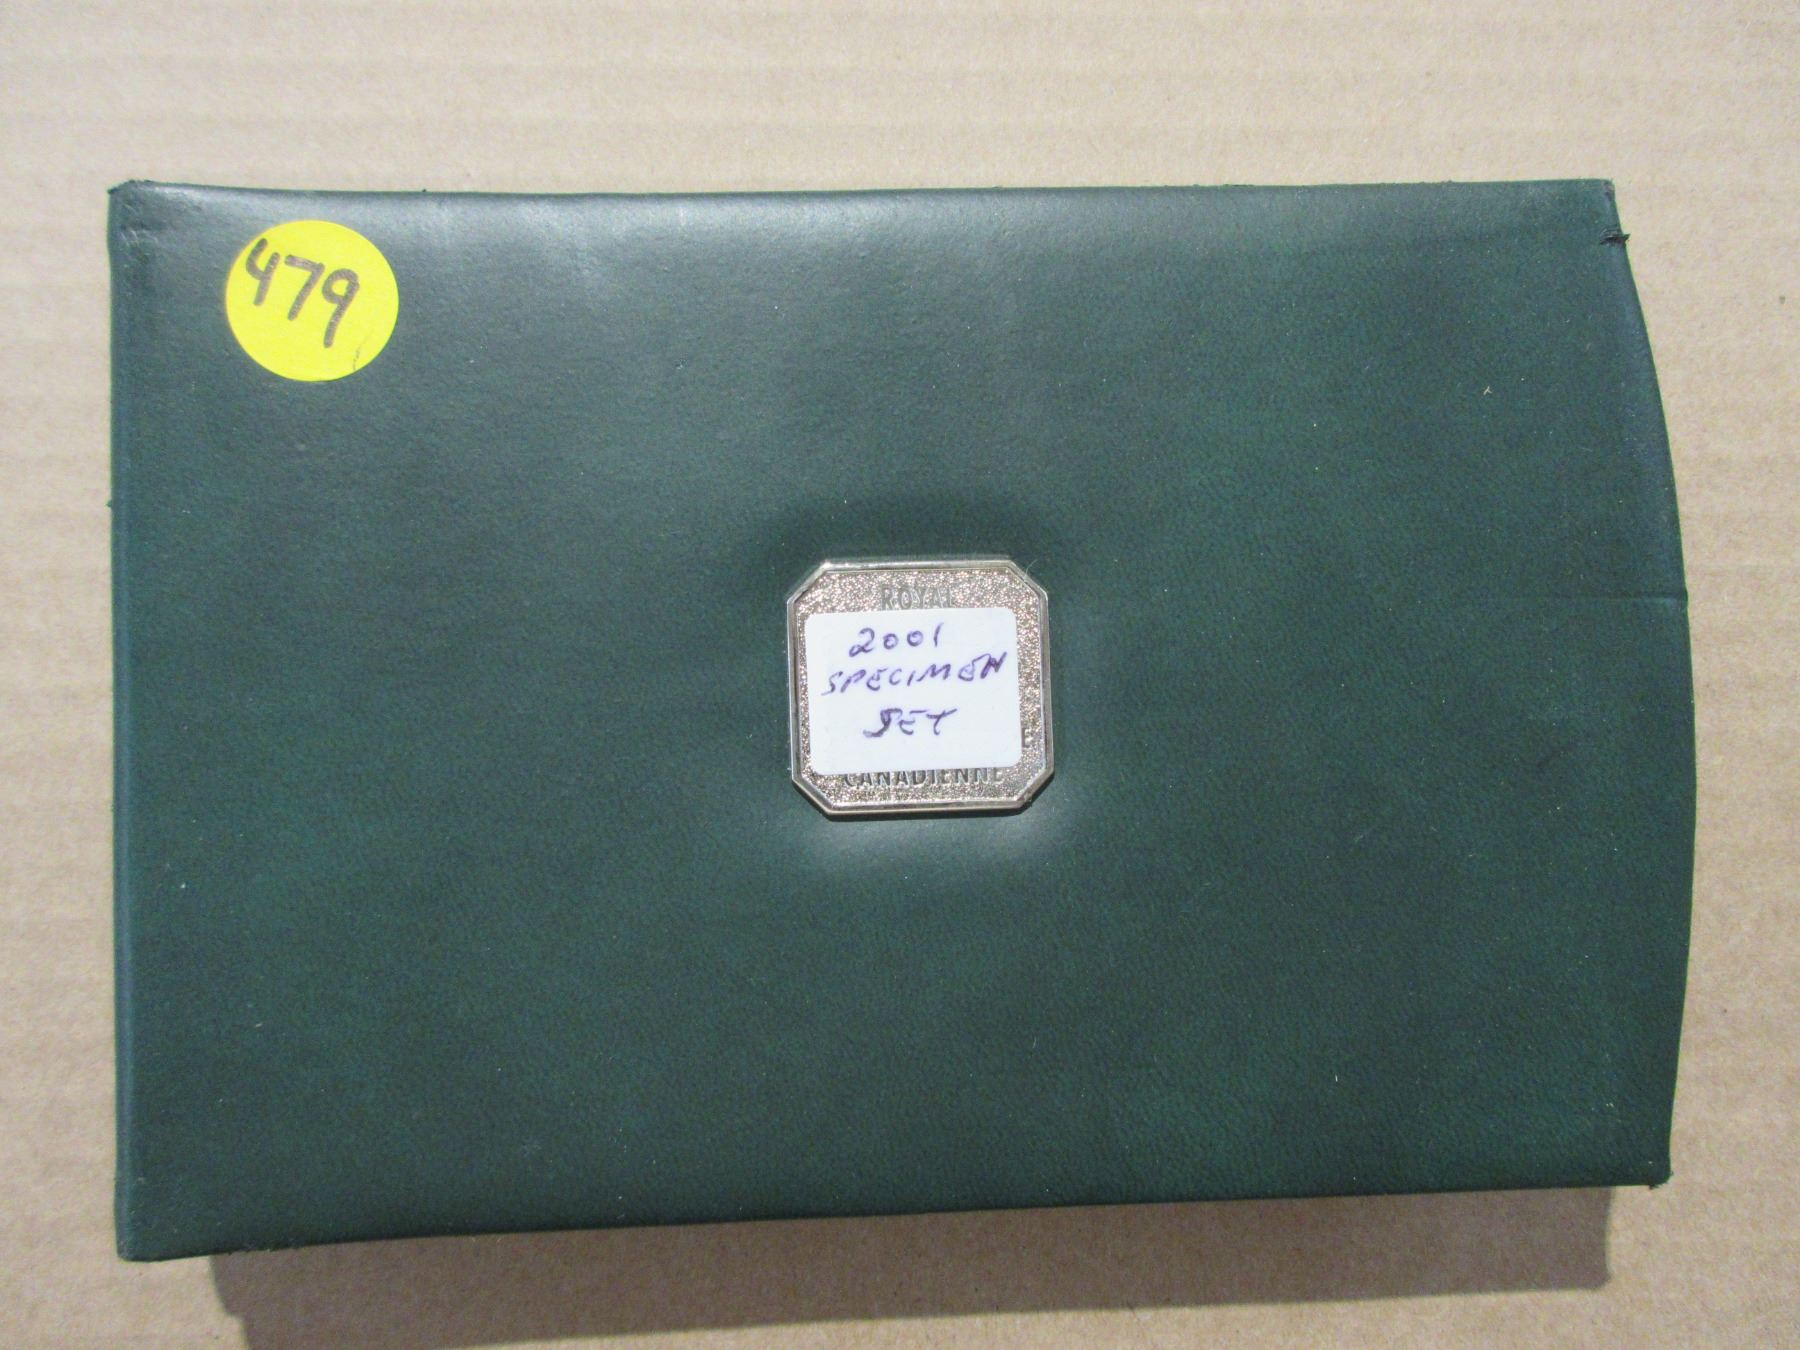 479
ROYAL
2001
SPECIMEN
SET
E
CANADIENNE